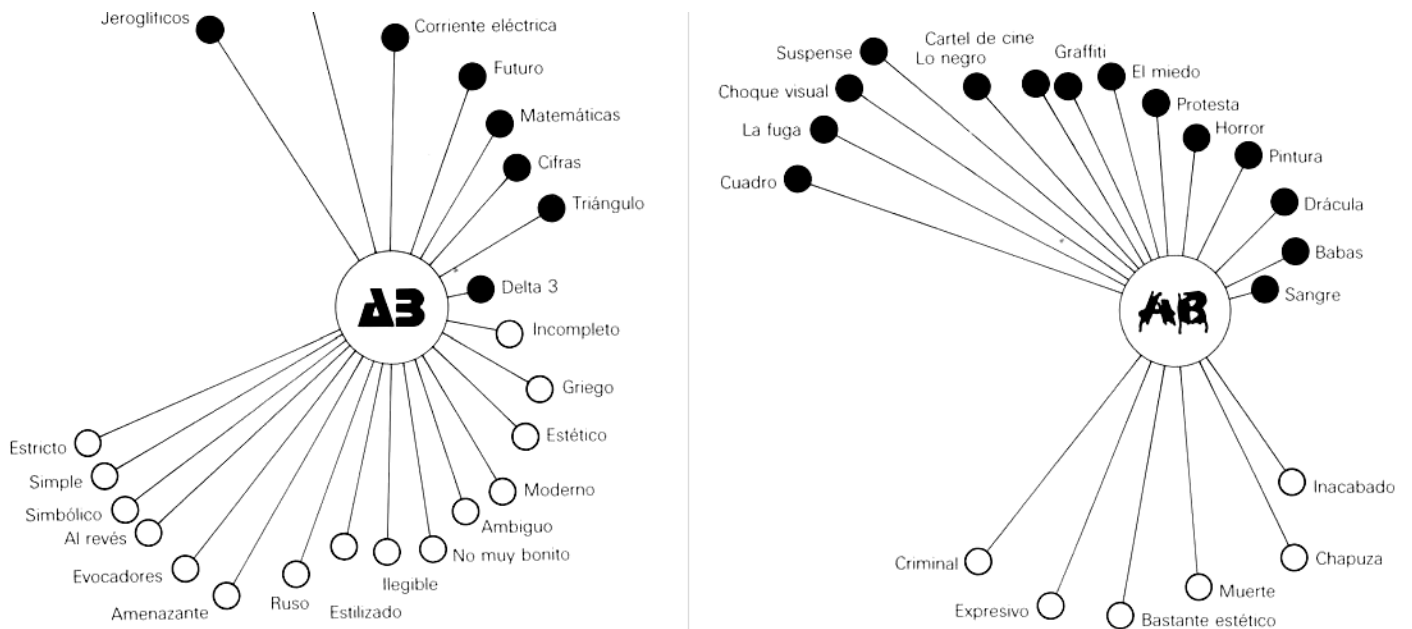 Jeroglíficos
Corriente eléctrica
Futuro
Matemáticas
Cifras
Triángulo
Delta 3
A3
Incompleto
Griego
Estético
Moderno
Ambiguo
No muy bonito
Ilegible
Estilizado
Ruso
Amenazante
Evocadores
Al revés
Simbólico
Simple
Estricto
Cartel de cine
Suspense
Lo negro
Graffiti
El miedo
Choque visual
Protesta
La fuga
Horror
Pintura
Cuadro
Drácula
Babas
Sangre
AB
Inacabado
Chapuza
Muerte
Bastante estético
Expresivo
Criminal